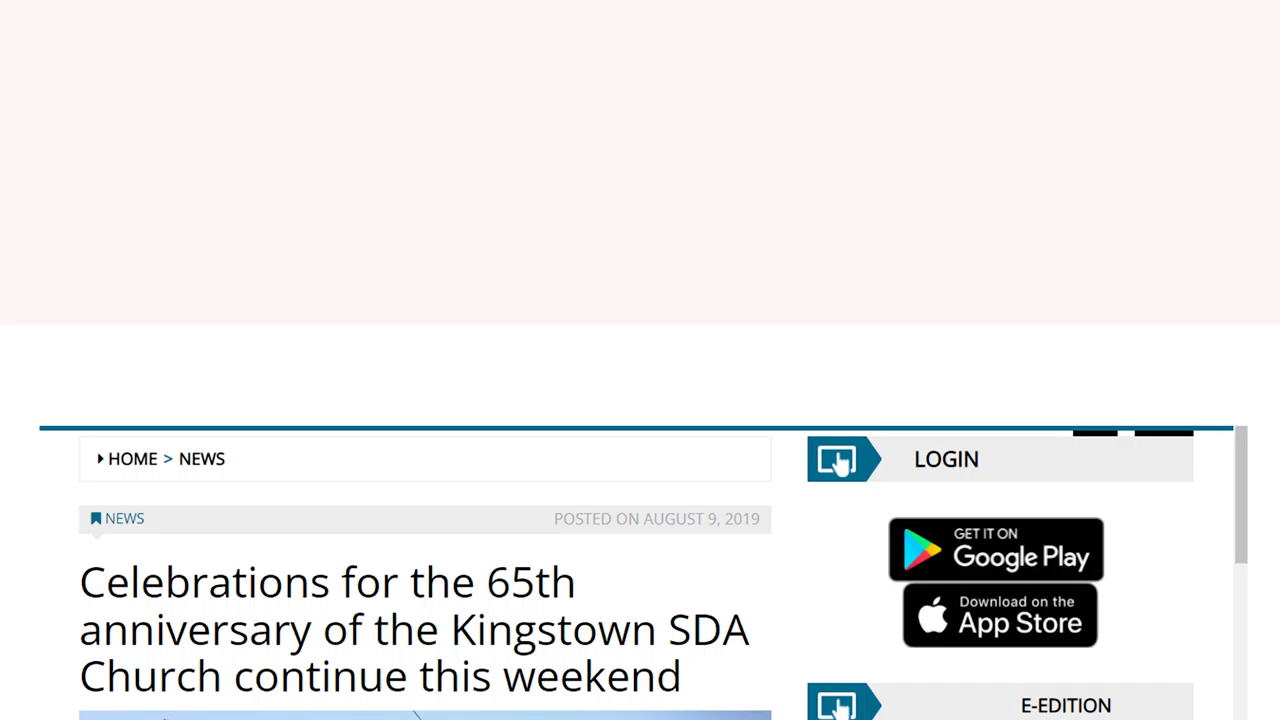 HOME > NEWS
NEWS
POSTED ON AUGUST 9, 2019
Celebrations for the 65th
anniversary of the Kingstown SDA
Church continue this weekend
LOGIN
GET IT ON
Google Play
Download on the
App Store
E-EDITION